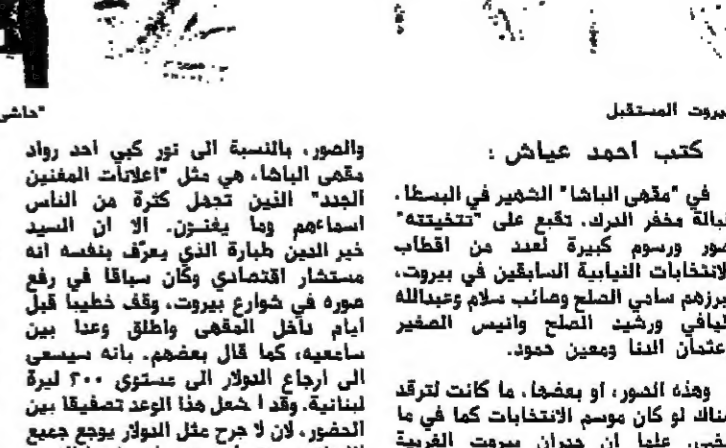 بيروت المستقبل
كتب احمد عياش :
في "مقهى الباشا" الشهير في البسطا،
قبالة مخفر الدرك، تقبع على "تتخيتته"
صور ورسوم كبيرة لعدد من اقطاب
الانتخابات النيابية السابقين في بيروت،
ابرزهم سامي الصلح وصائب سلام وعبدالله
اليافي ورشيد الصلح وانيس الصغير
وعثمان الدنا ومعين حمود.
وهذه الصور، او بعضها، ما كانت لترقد
هناك لو كان موسم الانتخابات كما في ما
علما ان جدران بيروت الغربية
"حاشي
والصور، بالنسبة الى نور كبي احد رواد
مقهى الباشا، هي مثل "اعلانات المغنين
الجدد" الذين تجهل كثرة من الناس
اسماءهم وما يغنون. الا ان السيد
خير الدين طبارة الذي يعرّف بنفسه انه
مستشار اقتصادي وكان سباقا في رفع
صوره في شوارع بيروت، وقف خطيبا قبل
ايام داخل المقهى واطلق وعدا بين
سامعيه، كما قال بعضهم، بانه سيسعى
الى ارجاع الدولار الى مستوى ٢٠٠ ليرة
لبنانية. وقد اشعل هذا الوعد تصفيقا بين
الحضور، لان لا جرح مثل الدولار يوجع جميع